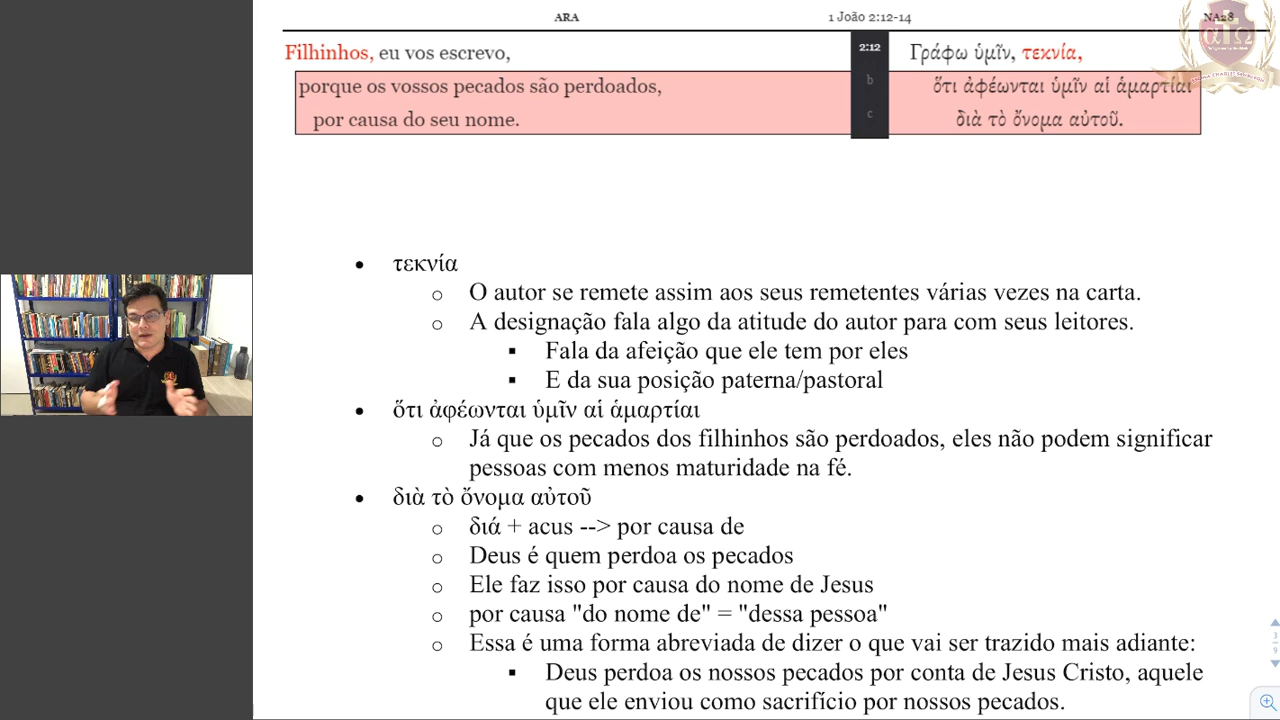 ARA 1 João 2:12-14 NA28
Filhinhos, eu vos escrevo, 2:12 Γράφω ὑμῖν, τεκνία,
porque os vossos pecados são perdoados, b ὅτι ἀφέωνται ὑμῖν αἱ ἁμαρτίαι
por causa do seu nome. c διὰ τὸ ὄνομα αὐτοῦ.
• τεκνία
o O autor se remete assim aos seus remetentes várias vezes na carta.
o A designação fala algo da atitude do autor para com seus leitores.
▪ Fala da afeição que ele tem por eles
▪ E da sua posição paterna/pastoral
• ὅτι ἀφέωνται ὑμῖν αἱ ἁμαρτίαι
o Já que os pecados dos filhinhos são perdoados, eles não podem significar
pessoas com menos maturidade na fé.
• διὰ τὸ ὄνομα αὐτοῦ
o διά + acus --> por causa de
o Deus é quem perdoa os pecados
o Ele faz isso por causa do nome de Jesus
o por causa "do nome de" = "dessa pessoa"
o Essa é uma forma abreviada de dizer o que vai ser trazido mais adiante:
▪ Deus perdoa os nossos pecados por conta de Jesus Cristo, aquele
que ele enviou como sacrifício por nossos pecados.
3
9